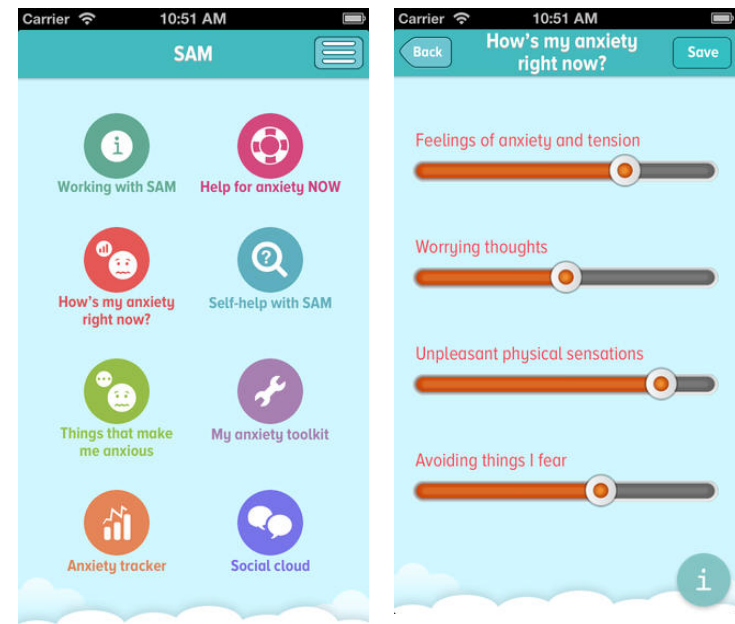 Carrier 10:51 AM
SAM
i
Working with SAM
Help for anxiety NOW
How's my anxiety
right now?
?
Self-help with SAM
Things that make
me anxious
My anxiety toolkit
Anxiety tracker
Social cloud
Carrier 10:51 AM
Back
How's my anxiety
right now?
Save
Feelings of anxiety and tension
Worrying thoughts
Unpleasant physical sensations
Avoiding things I fear
i